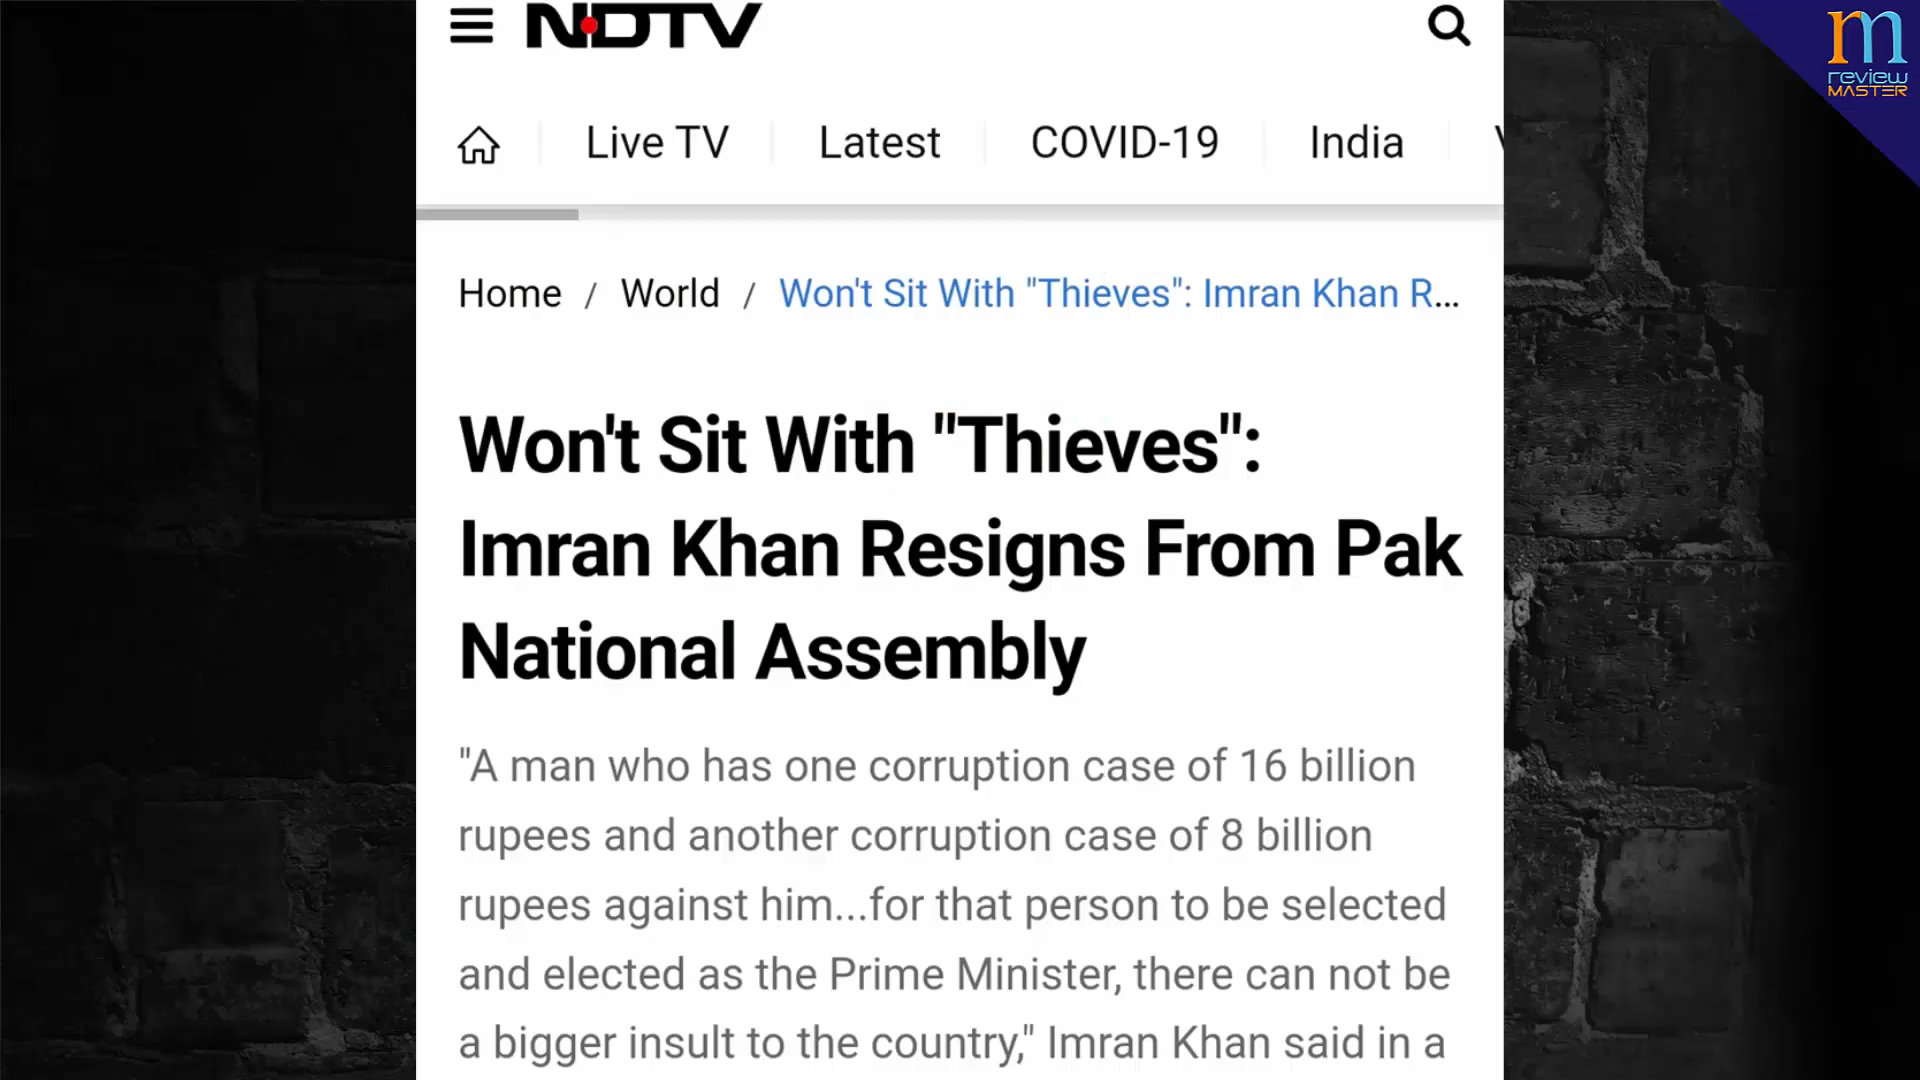 NDTV
m
review
MASTER
Live TV
Latest
COVID-19
India
Home / World / Won't Sit With "Thieves": Imran Khan R...
Won't Sit With "Thieves":
Imran Khan Resigns From Pak
National Assembly
"A man who has one corruption case of 16 billion
rupees and another corruption case of 8 billion
rupees against him...for that person to be selected
and elected as the Prime Minister, there can not be
a bigger insult to the country," Imran Khan said in a